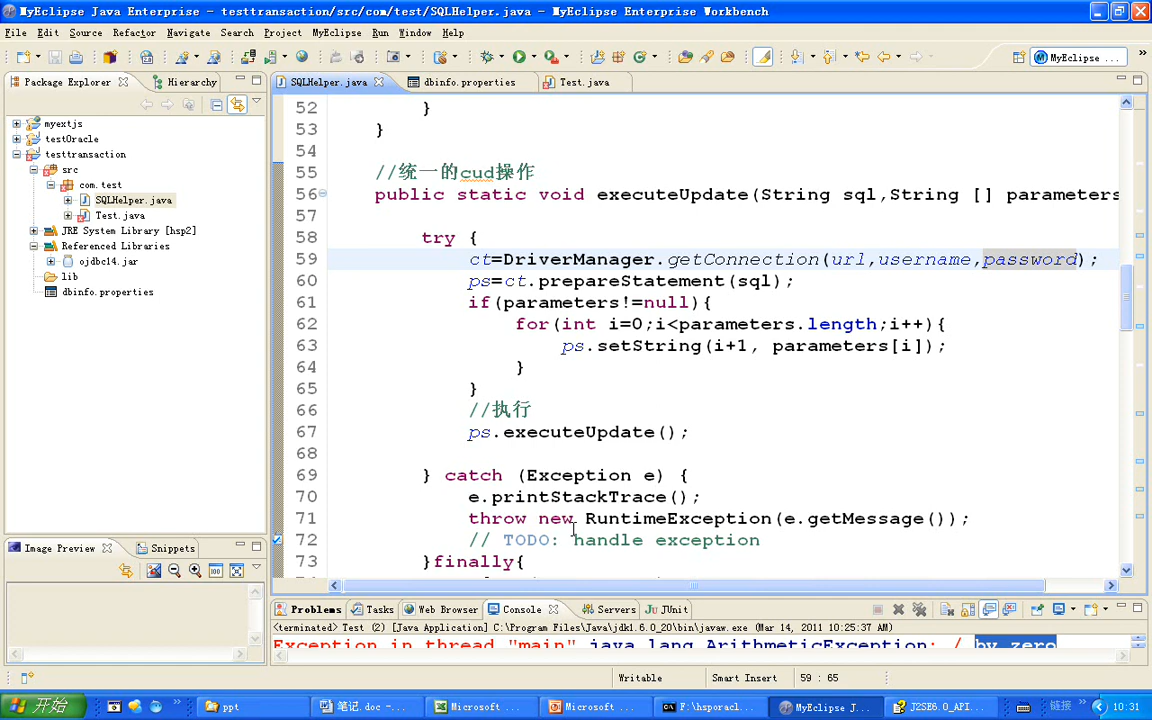 MyEclipse Java Enterprise - testtransaction/src/com/test/SQLHelper.java - MyEclipse Enterprise Workbench
File Edit Source Refactor Navigate Search Project MyEclipse Run Window Help
MyEclipse ...
Package Explorer Hierarchy
SQLHelper.java dbinfo.properties Test.java
myextjs
testOracle
testtransaction
src
com.test
SQLHelper.java
Test.java
JRE System Library [hsp2]
Referenced Libraries
ojdbc14.jar
lib
dbinfo.properties
52 }
53 }
54
55 //统一的cud操作
56 public static void executeUpdate(String sql,String [] parameters
57
58 try {
59 ct=DriverManager.getConnection(url,username,password);
60 ps=ct.prepareStatement(sql);
61 if(parameters!=null){
62 for(int i=0;i<parameters.length;i++){
63 ps.setString(i+1, parameters[i]);
64 }
65 }
66 //执行
67 ps.executeUpdate();
68
69 } catch (Exception e) {
70 e.printStackTrace();
71 throw new RuntimeException(e.getMessage());
72 // TODO: handle exception
73 }finally{
Image Preview Snippets
Problems Tasks Web Browser Console Servers JUnit
<terminated> Test (2) [Java Application] C:\Program Files\Java\jdk1.6.0_20\bin\javaw.exe (Mar 14, 2011 10:25:37 AM)
Exception in thread "main" java.lang.ArithmeticException: / by zero
Writable Smart Insert 59 : 65
开始 ppt 笔记.doc -... Microsoft ... Microsoft ... F:\hsporacl... MyEclipse J... J2SE6.0_API... 链接 10:31